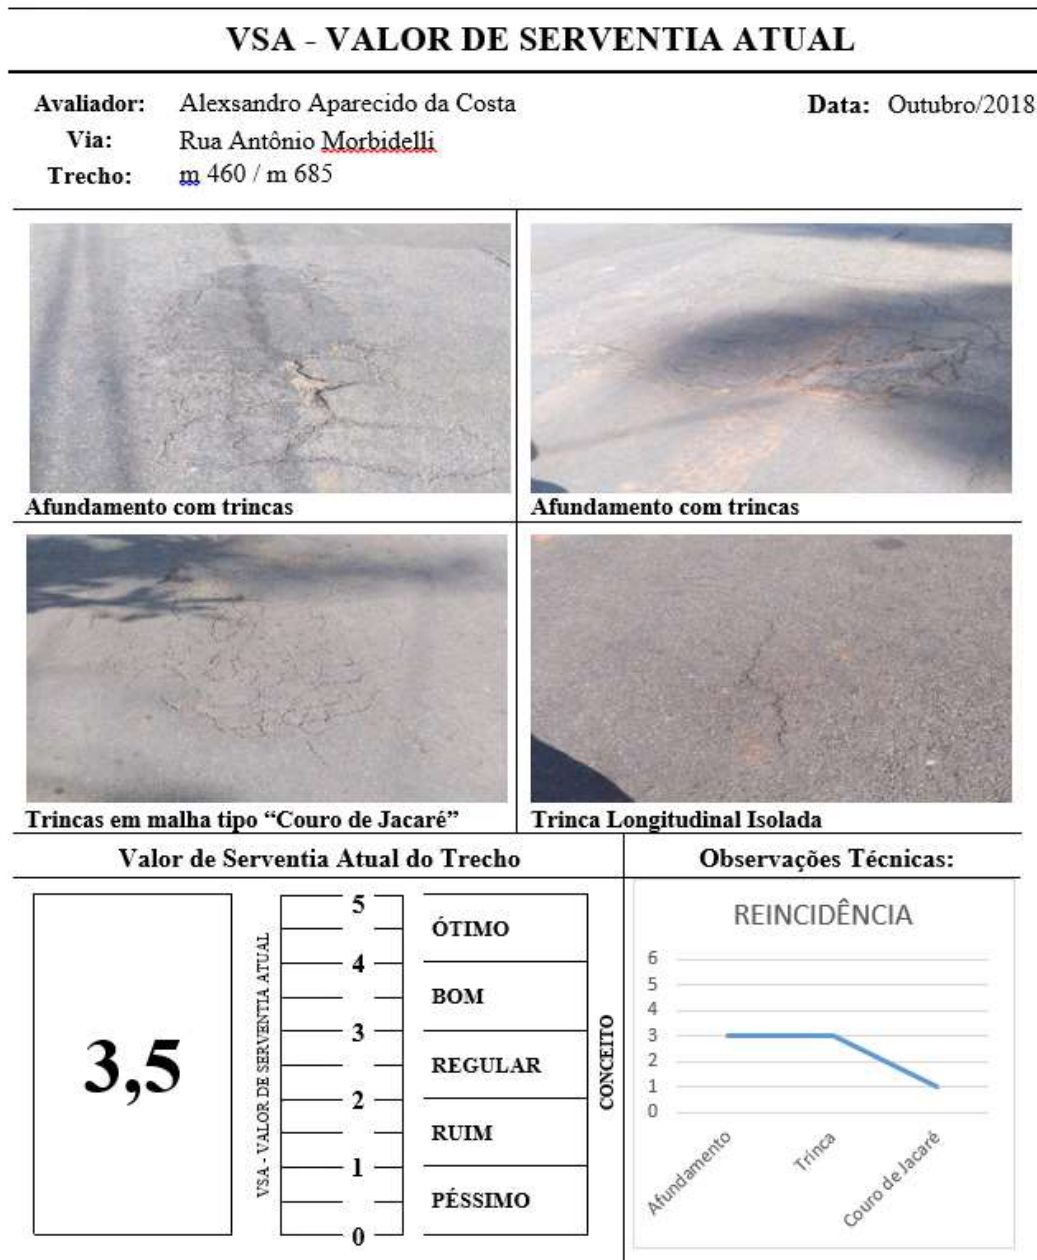 VSA - VALOR DE SERVENTIA ATUAL
Avaliador: Alexsandro Aparecido da Costa Data: Outubro/2018
Via: Rua Antônio Morbidelli
Trecho: m 460 / m 685
Afundamento com trincas Afundamento com trincas
Trincas em malha tipo “Couro de Jacaré” Trinca Longitudinal Isolada
Valor de Serventia Atual do Trecho Observações Técnicas:
3,5
VSA - VALOR DE SERVENTIA ATUAL
5
4
3
2
1
0
ÓTIMO
BOM
REGULAR
RUIM
PÉSSIMO
CONCEITO
REINCIDÊNCIA
6
5
4
3
2
1
0
Afundamento
Trinca
Couro de Jacaré